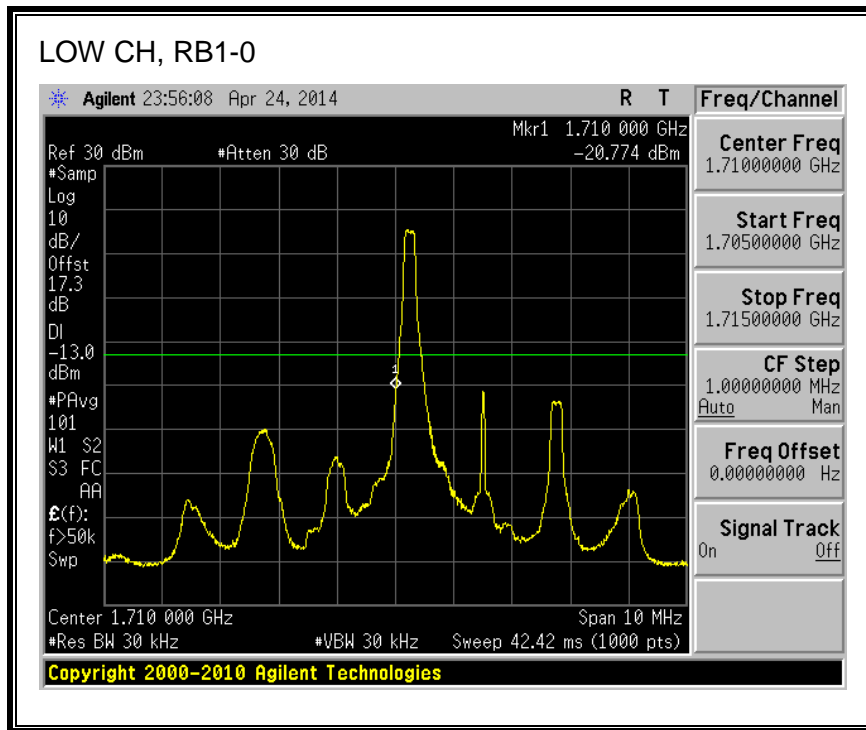 LOW CH, RB1-0
Agilent 23:56:08 Apr 24, 2014 R T
Mkr1 1.710 000 GHz
Ref 30 dBm #Atten 30 dB -20.774 dBm
#Samp
Log
10
dB/
Offst
17.3
dB
DI
-13.0
dBm
#PAvg
101
W1 S2
S3 FC
AA
£(f):
f>50k
Swp
1
Center 1.710 000 GHz Span 10 MHz
#Res BW 30 kHz #VBW 30 kHz Sweep 42.42 ms (1000 pts)
Copyright 2000-2010 Agilent Technologies
Freq/Channel
Center Freq
1.71000000 GHz
Start Freq
1.70500000 GHz
Stop Freq
1.71500000 GHz
CF Step
1.00000000 MHz
Auto Man
Freq Offset
0.00000000 Hz
Signal Track
On Off